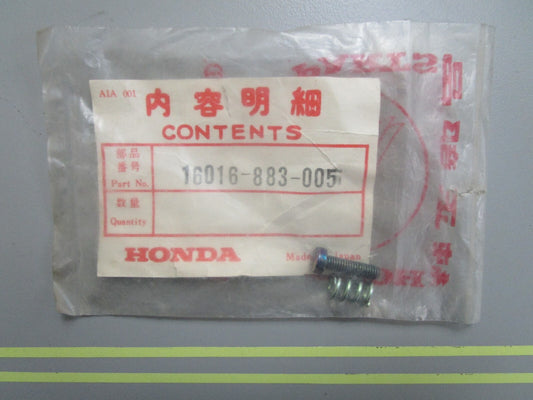 AIA 001
内容明細
CONTENTS
部品
番号
Part No.
16016-883-005
数量
Quantity
HONDA
Made in Japan